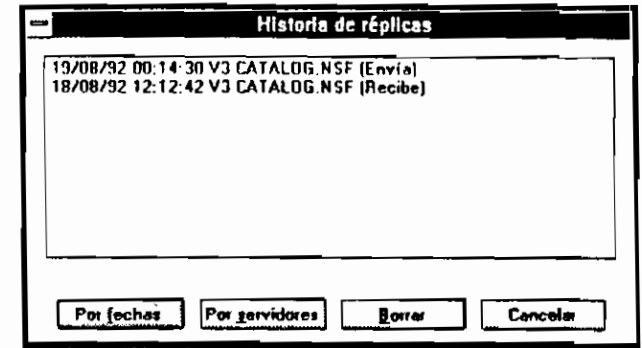 Historia de réplicas
19/08/92 00:14:30 V3 CATALOG.NSF (Envía)
18/08/92 12:12:42 V3 CATALOG.NSF (Recibe)
Por fechas Por servidores Borrar Cancelar